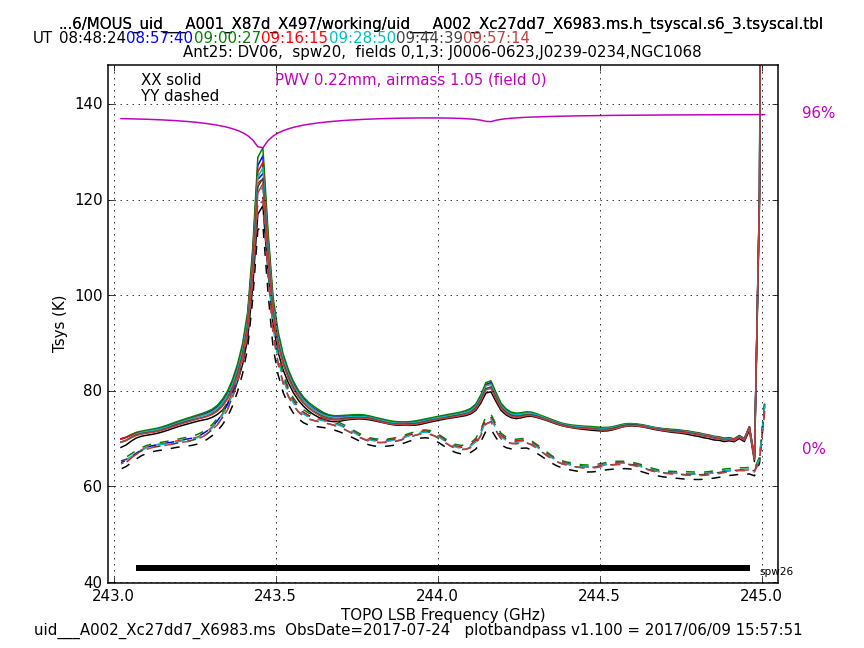 ...6/MOUS_uid___A001_X87d_X497/working/uid___A002_Xc27dd7_X6983.ms.h_tsyscal.s6_3.tsyscal.tbl
UT 08:48:24 08:57:40 09:00:27 09:16:15 09:28:50 09:44:39 09:57:14
Ant25: DV06,  spw20,  fields 0,1,3: J0006-0623,J0239-0234,NGC1068
XX solid
PWV 0.22mm, airmass 1.05 (field 0)
YY dashed
140
96%
120
100
Tsys (K)
80
60
0%
40
spw26
243.0 243.5 244.0 244.5 245.0
TOPO LSB Frequency (GHz)
uid___A002_Xc27dd7_X6983.ms  ObsDate=2017-07-24   plotbandpass v1.100 = 2017/06/09 15:57:51